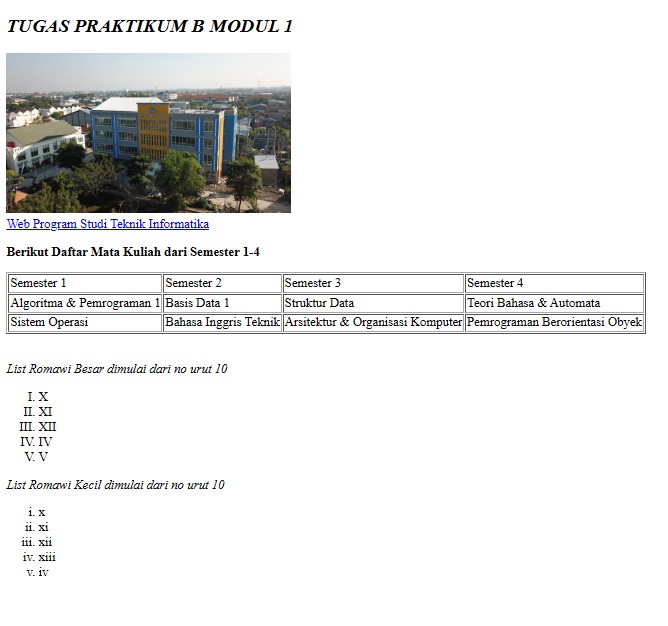 TUGAS PRAKTIKUM B MODUL 1
Web Program Studi Teknik Informatika
Berikut Daftar Mata Kuliah dari Semester 1-4
Semester 1 Semester 2 Semester 3 Semester 4
Algoritma & Pemrograman 1 Basis Data 1 Struktur Data Teori Bahasa & Automata
Sistem Operasi Bahasa Inggris Teknik Arsitektur & Organisasi Komputer Pemrograman Berorientasi Obyek
List Romawi Besar dimulai dari no urut 10
I. X
II. XI
III. XII
IV. IV
V. V
List Romawi Kecil dimulai dari no urut 10
i. x
ii. xi
iii. xii
iv. xiii
v. iv